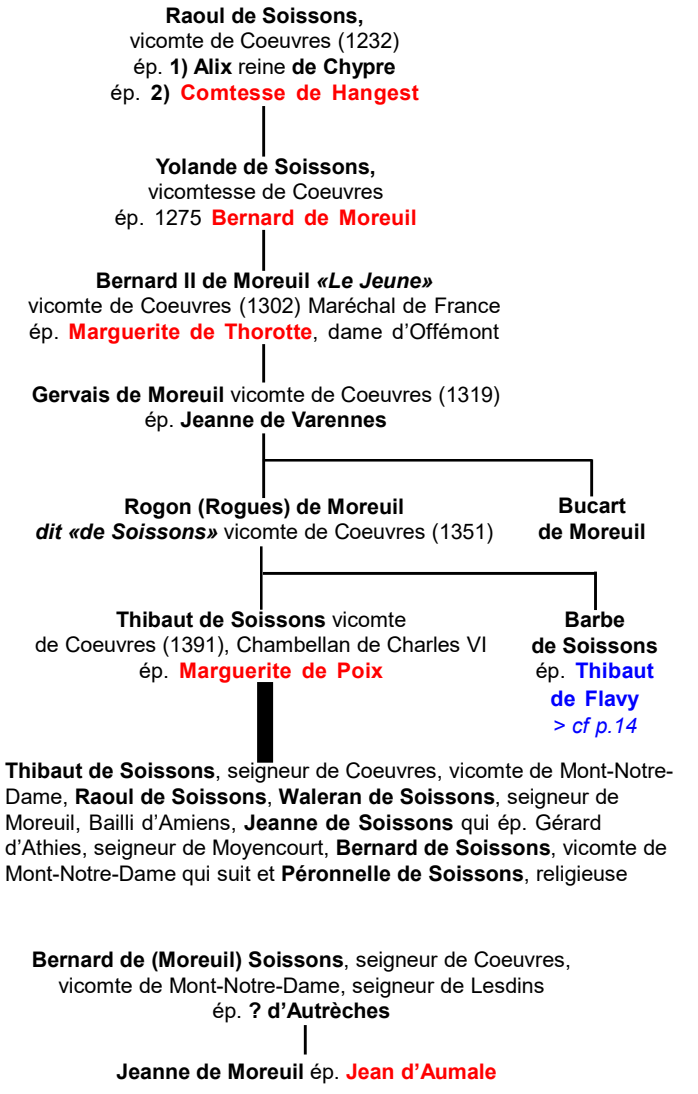 Raoul de Soissons,
vicomte de Coeuvres (1232)
ép. 1) Alix reine de Chypre
ép. 2) Comtesse de Hangest
Yolande de Soissons,
vicomtesse de Coeuvres
ép. 1275 Bernard de Moreuil
Bernard II de Moreuil «Le Jeune»
vicomte de Coeuvres (1302) Maréchal de France
ép. Marguerite de Thorotte, dame d’Offémont
Gervais de Moreuil vicomte de Coeuvres (1319)
ép. Jeanne de Varennes
Rogon (Rogues) de Moreuil
dit «de Soissons» vicomte de Coeuvres (1351)
Bucart
de Moreuil
Thibaut de Soissons vicomte
de Coeuvres (1391), Chambellan de Charles VI
ép. Marguerite de Poix
Barbe
de Soissons
ép. Thibaut
de Flavy
> cf p.14
Thibaut de Soissons, seigneur de Coeuvres, vicomte de Mont-Notre-
Dame, Raoul de Soissons, Waleran de Soissons, seigneur de
Moreuil, Bailli d’Amiens, Jeanne de Soissons qui ép. Gérard
d’Athies, seigneur de Moyencourt, Bernard de Soissons, vicomte de
Mont-Notre-Dame qui suit et Péronnelle de Soissons, religieuse
Bernard de (Moreuil) Soissons, seigneur de Coeuvres,
vicomte de Mont-Notre-Dame, seigneur de Lesdins
ép. ? d’Autrèches
Jeanne de Moreuil ép. Jean d’Aumale